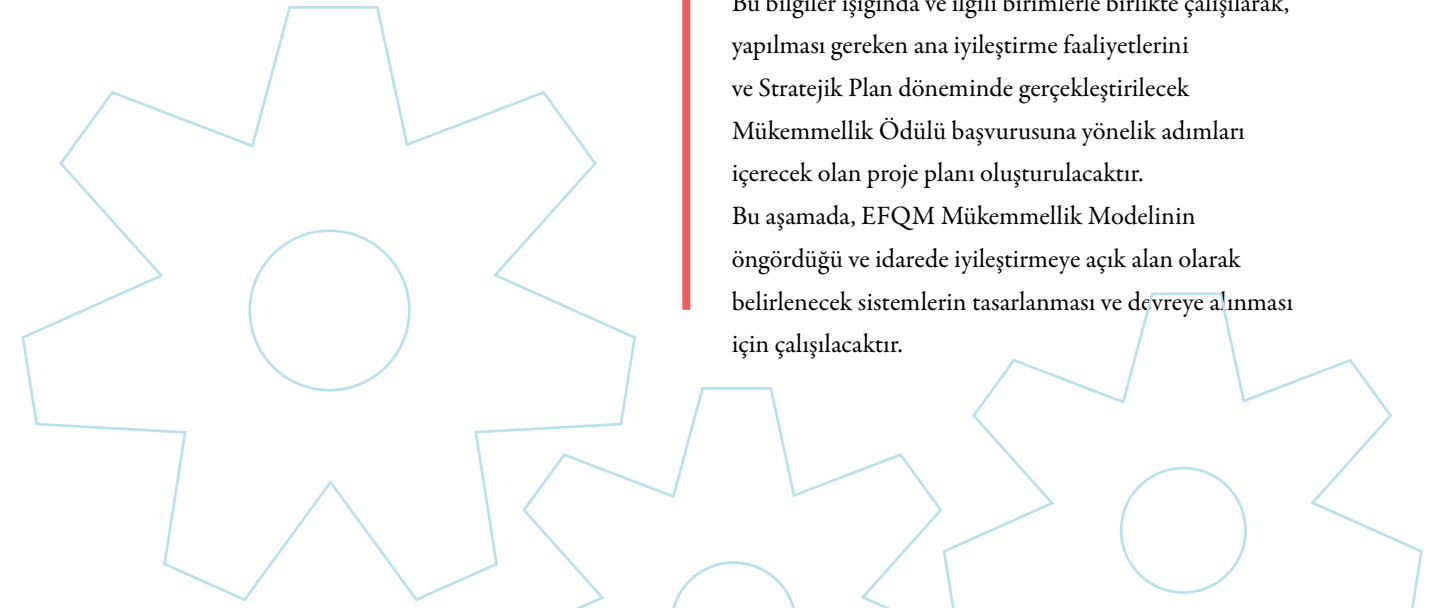 Bu bilgiler ışığında ve ilgili birimlerle birlikte çalışılarak,
yapılması gereken ana iyileştirme faaliyetlerini
ve Stratejik Plan döneminde gerçekleştirilecek
Mükemmellik Ödülü başvurusuna yönelik adımları
içerecek olan proje planı oluşturulacaktır.
Bu aşamada, EFQM Mükemmellik Modelinin
öngördüğü ve idarede iyileştirmeye açık alan olarak
belirlenecek sistemlerin tasarlanması ve devreye alınması
için çalışılacaktır.